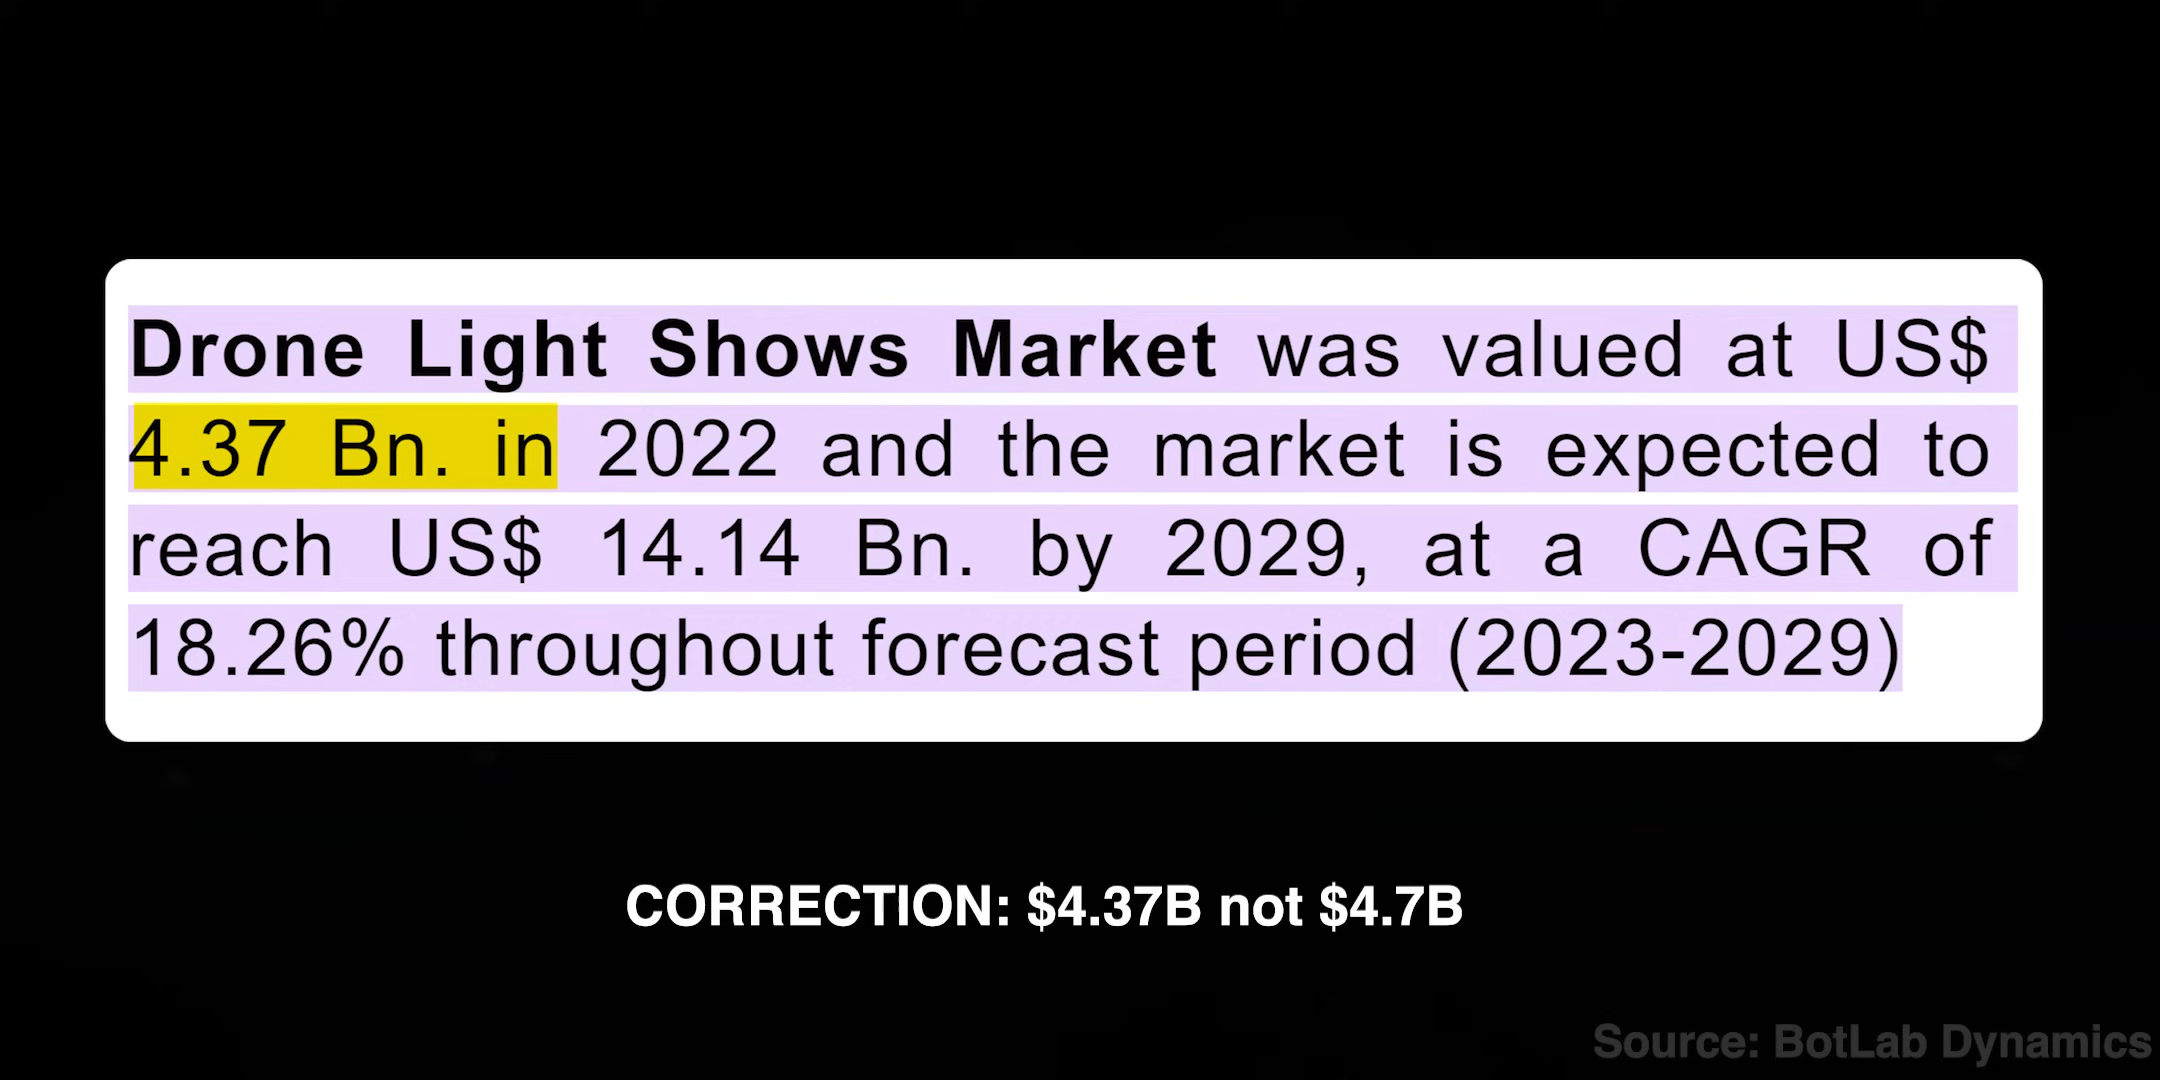 Drone Light Shows Market was valued at US$
4.37 Bn. in 2022 and the market is expected to
reach US$ 14.14 Bn. by 2029, at a CAGR of
18.26% throughout forecast period (2023-2029)
CORRECTION: $4.37B not $4.7B
Source: BotLab Dynamics